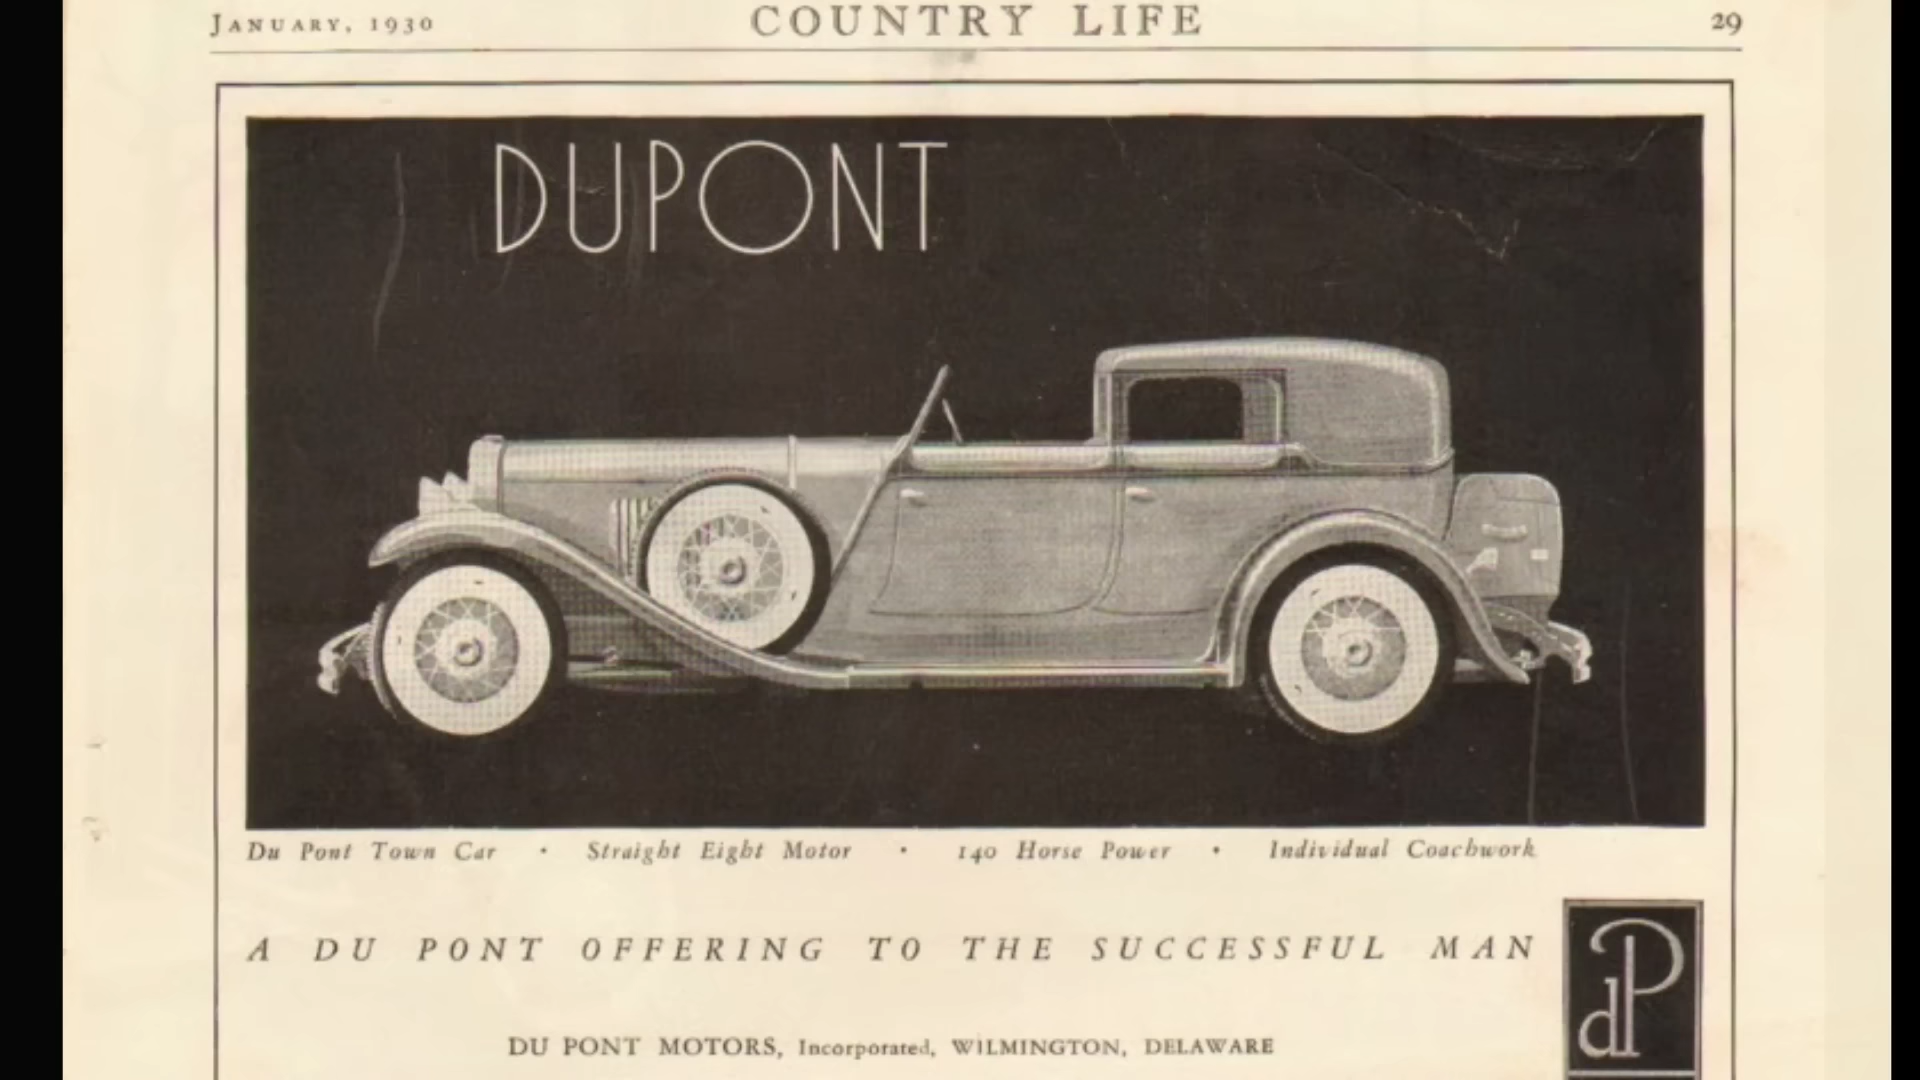 JANUARY, 1930 COUNTRY LIFE 29
DUPONT
Du Pont Town Car · Straight Eight Motor · 140 Horse Power · Individual Coachwork
A DU PONT OFFERING TO THE SUCCESSFUL MAN
dP
DU PONT MOTORS, Incorporated, WILMINGTON, DELAWARE